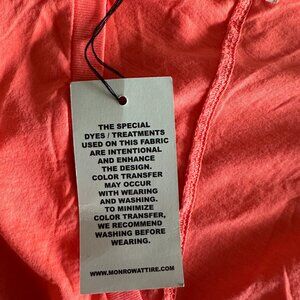 THE SPECIAL
DYES / TREATMENTS
USED ON THIS FABRIC
ARE INTENTIONAL
AND ENHANCE
THE DESIGN.
COLOR TRANSFER
MAY OCCUR
WITH WEARING
AND WASHING.
TO MINIMIZE
COLOR TRANSFER,
WE RECOMMEND
WASHING BEFORE
WEARING.
WWW.MONROWATTIRE.COM